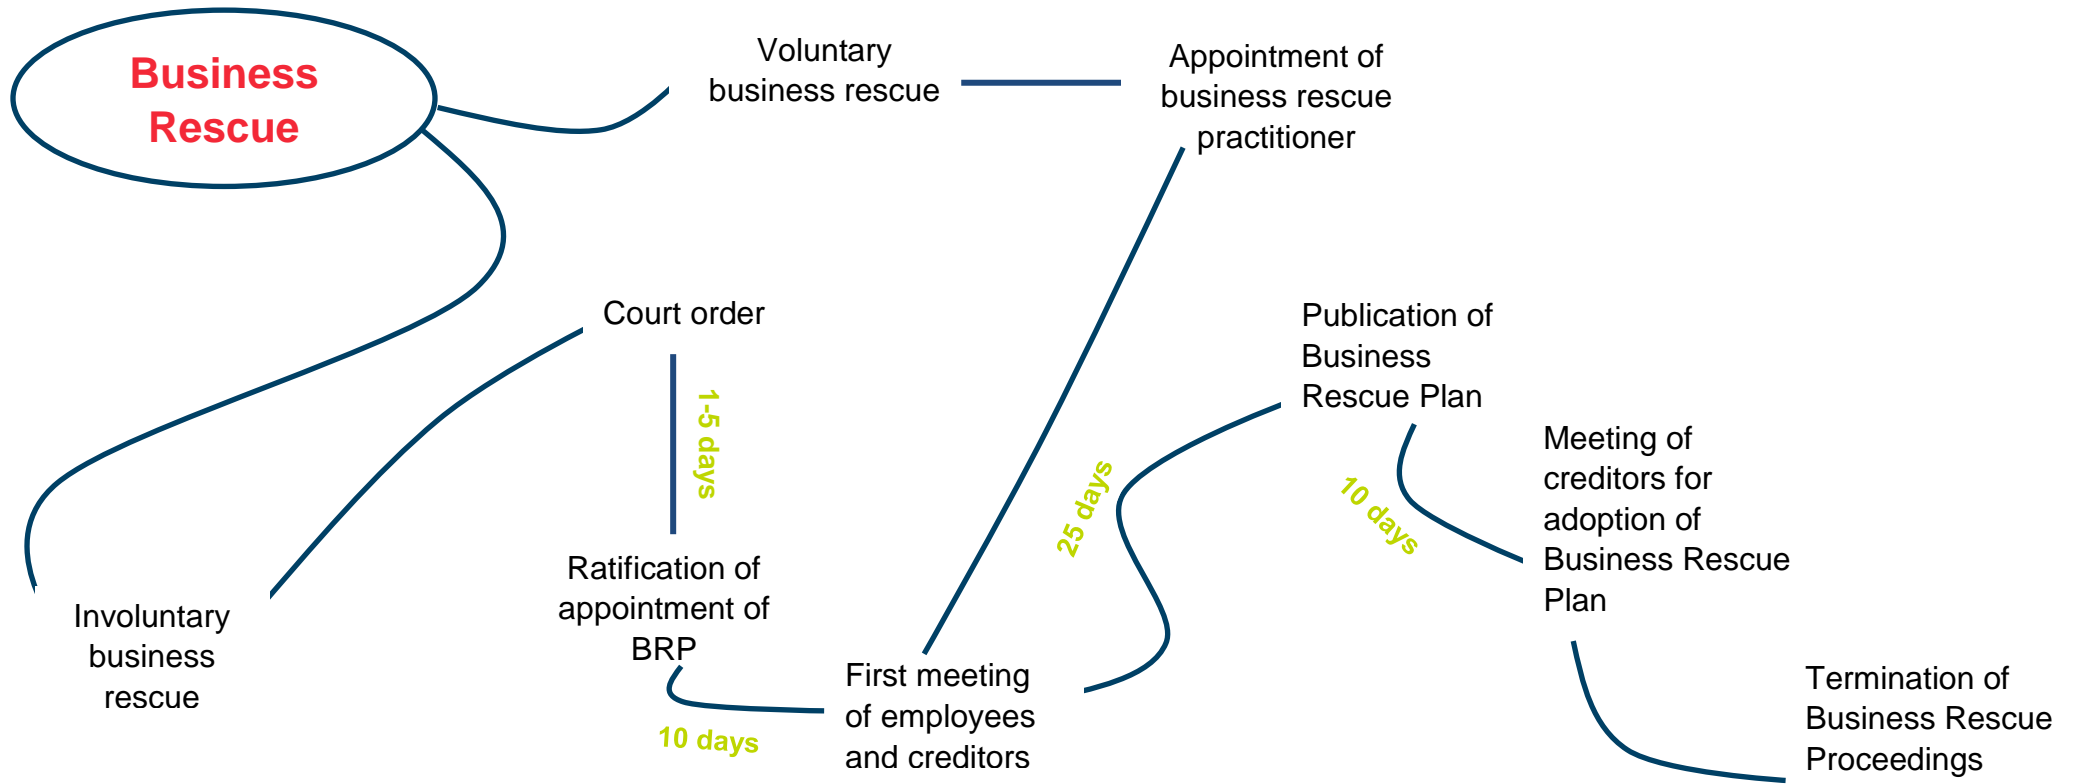 Business
Rescue
Voluntary
business rescue
Appointment of
business rescue
practitioner
Court order
1-5 days
Ratification of
appointment of
BRP
Involuntary
business
rescue
10 days
First meeting
of employees
and creditors
25 days
Publication of
Business
Rescue Plan
10 days
Meeting of
creditors for
adoption of
Business Rescue
Plan
Termination of
Business Rescue
Proceedings